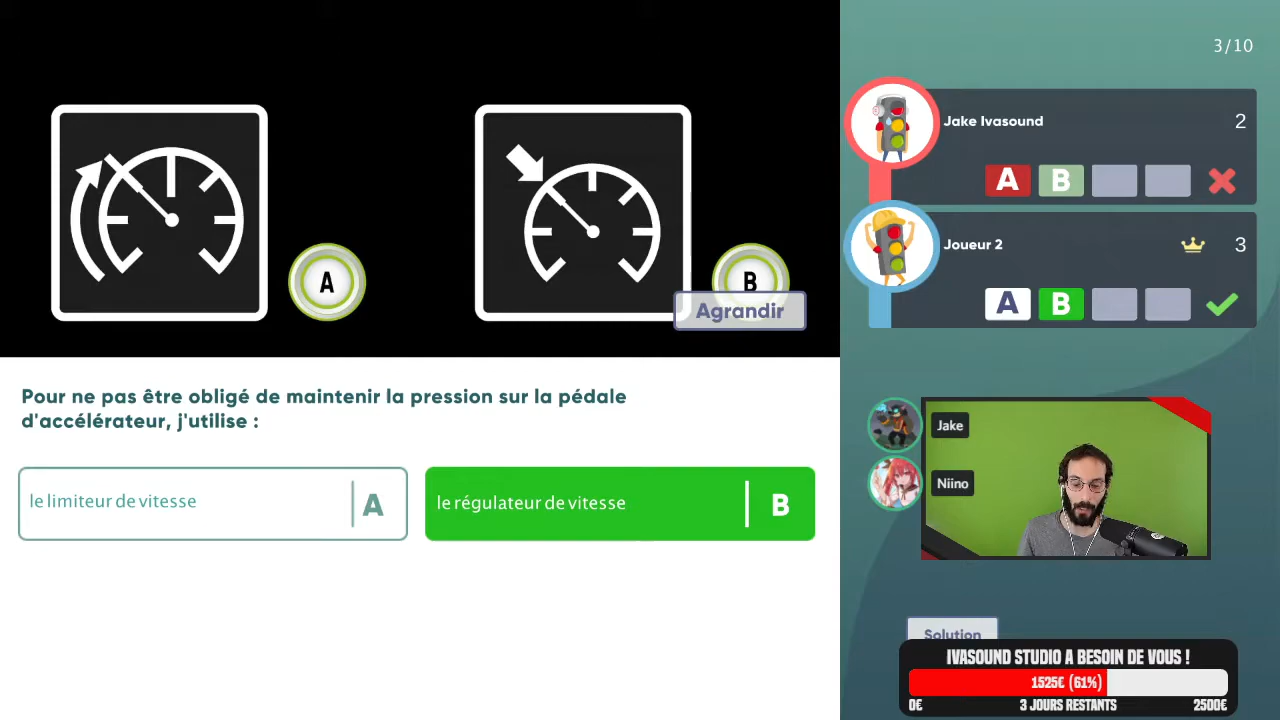 A
B
Agrandir
Pour ne pas être obligé de maintenir la pression sur la pédale
d'accélérateur, j'utilise :
le limiteur de vitesse
A
le régulateur de vitesse
B
3/10
Jake Ivasound
2
A
B
Joueur 2
3
A
B
Jake
Niino
Solution
IVASOUND STUDIO A BESOIN DE VOUS !
1525€ (61%)
0€
3 JOURS RESTANTS
2500€